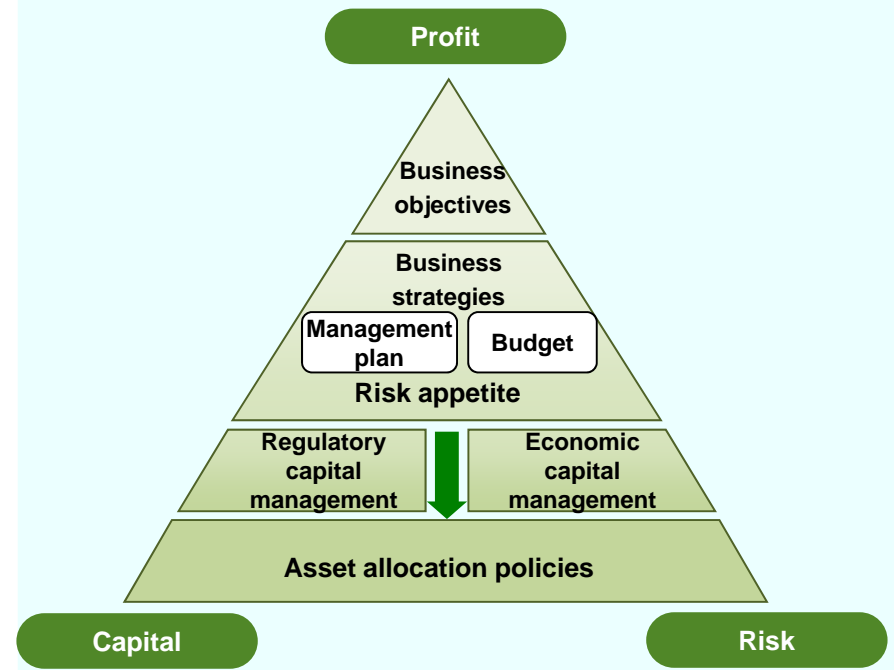 Profit
Business
objectives
Business
strategies
Management
plan
Budget
Risk appetite
Regulatory
capital
management
Economic
capital
management
Asset allocation policies
Capital
Risk